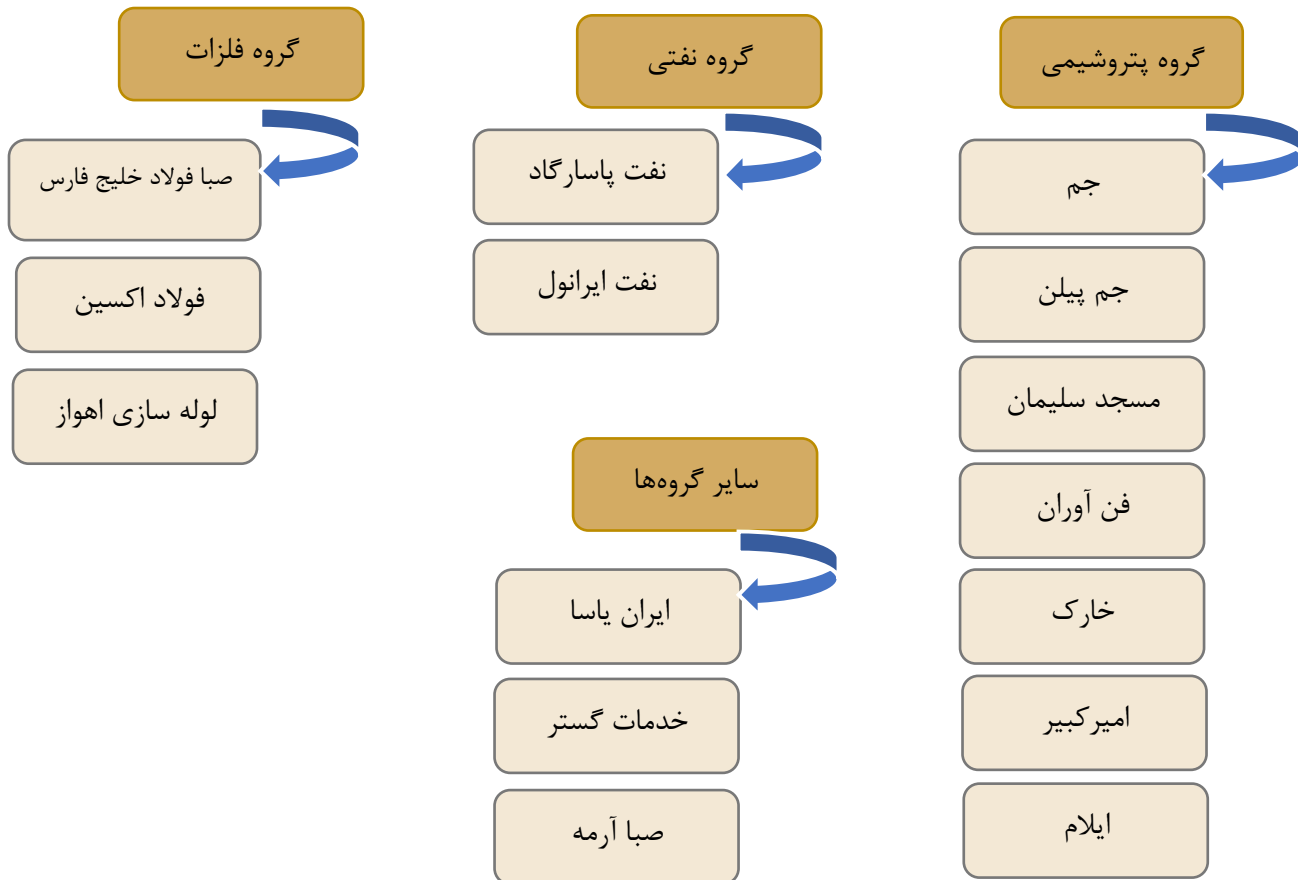 گروه پتروشیمی
جم
جم پیلن
مسجد سلیمان
فن آوران
خارک
امیرکبیر
ایلام
گروه نفتی
نفت پاسارگاد
نفت ایرانول
سایر گروه‌ها
ایران یاسا
خدمات گستر
صبا آرمه
گروه فلزات
صبا فولاد خلیج فارس
فولاد اکسین
لوله سازی اهواز